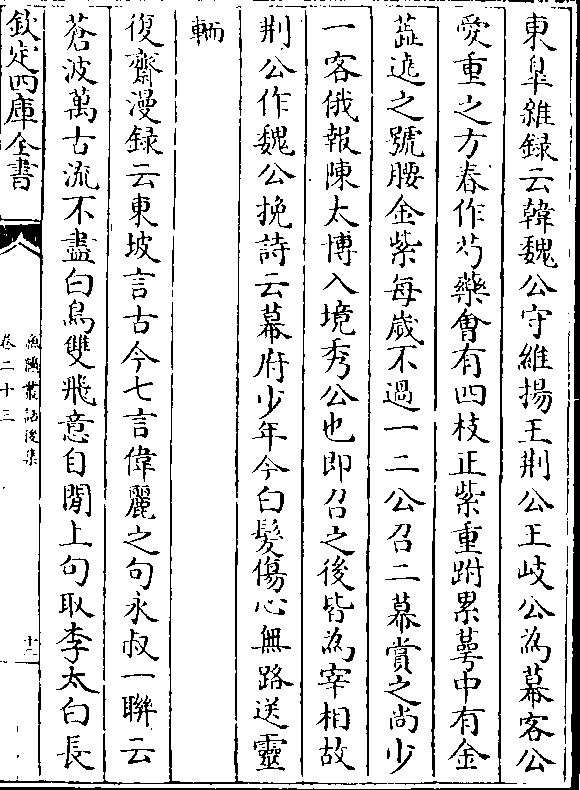 東臯雜録云韓魏公守維揚王荆公王岐公為幕客公
愛重之方春作芍藥會有四枝正紫重跗累萼中有金
蘂遶之號腰金紫每嵗不過一二公召二幕賞之尚少
一客俄報陳太博入境秀公也即召之後皆為宰相故
荆公作魏公挽詩云幕府少年今白髪傷心無路送靈
輀
復齋漫録云東坡言古今七言偉麗之句永叔一聯云
蒼波萬古流不盡白鳥雙飛意自閒上句取李太白長
欽定四庫全書
漁隱叢話後集
卷二十三
十二